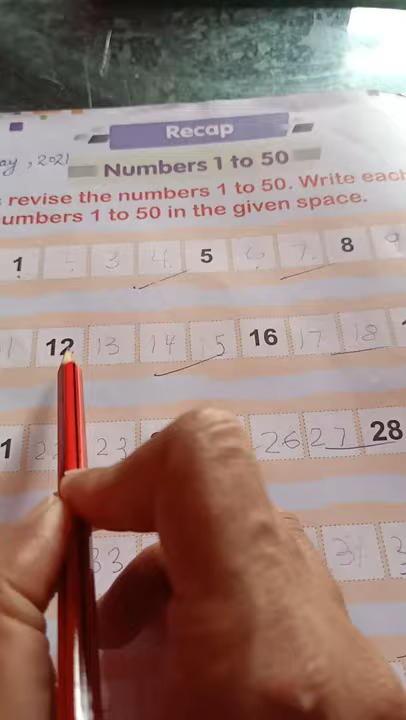 Recap
ay, 2021
Numbers 1 to 50
revise the numbers 1 to 50. Write each
umbers 1 to 50 in the given space.
1 3 4 5 6 7 8 9
12 13 14 15 16 17 18
1 23 26 27 28
33